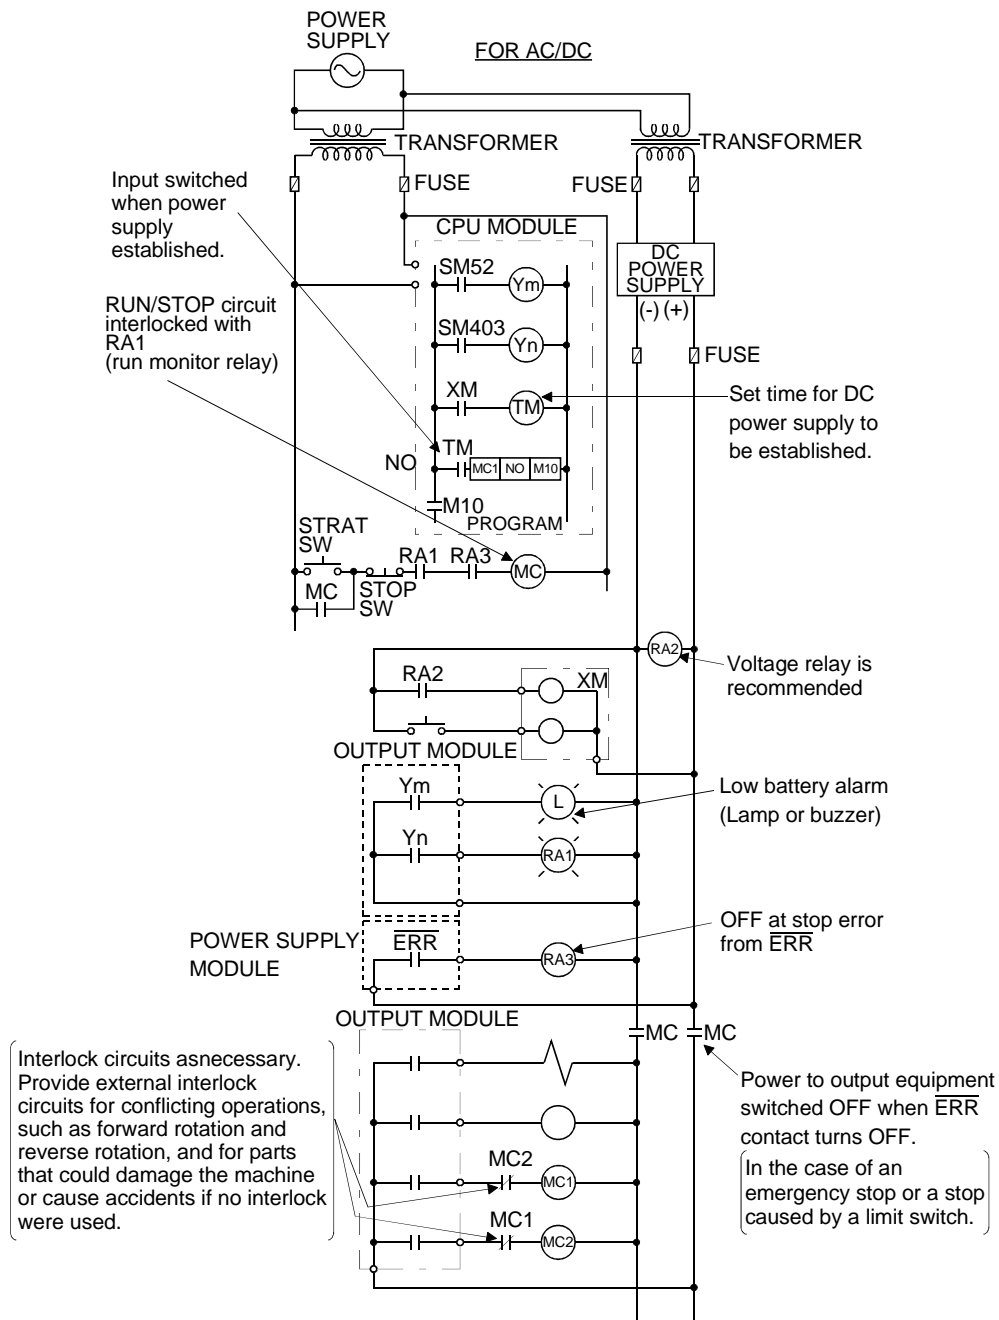 POWER
SUPPLY
FOR AC/DC
TRANSFORMER
TRANSFORMER
Input switched
when power
supply
established.
FUSE
FUSE
CPU MODULE
DC
POWER
SUPPLY
(-) (+)
SM52
Ym
RUN/STOP circuit
interlocked with
RA1
(run monitor relay)
SM403
Yn
FUSE
XM
TM
Set time for DC
power supply to
be established.
TM
NO
MC1 NO M10
M10
PROGRAM
STRAT
SW
RA1 RA3
MC
MC
STOP
SW
RA2
Voltage relay is
recommended
RA2
XM
OUTPUT MODULE
Ym
L
Low battery alarm
(Lamp or buzzer)
Yn
RA1
OFF at stop error
from ERR
POWER SUPPLY
MODULE
ERR
RA3
OUTPUT MODULE
MC MC
Interlock circuits asnecessary.
Provide external interlock
circuits for conflicting operations,
such as forward rotation and
reverse rotation, and for parts
that could damage the machine
or cause accidents if no interlock
were used.
Power to output equipment
switched OFF when ERR
contact turns OFF.
In the case of an
emergency stop or a stop
caused by a limit switch.
MC2
MC1
MC1
MC2